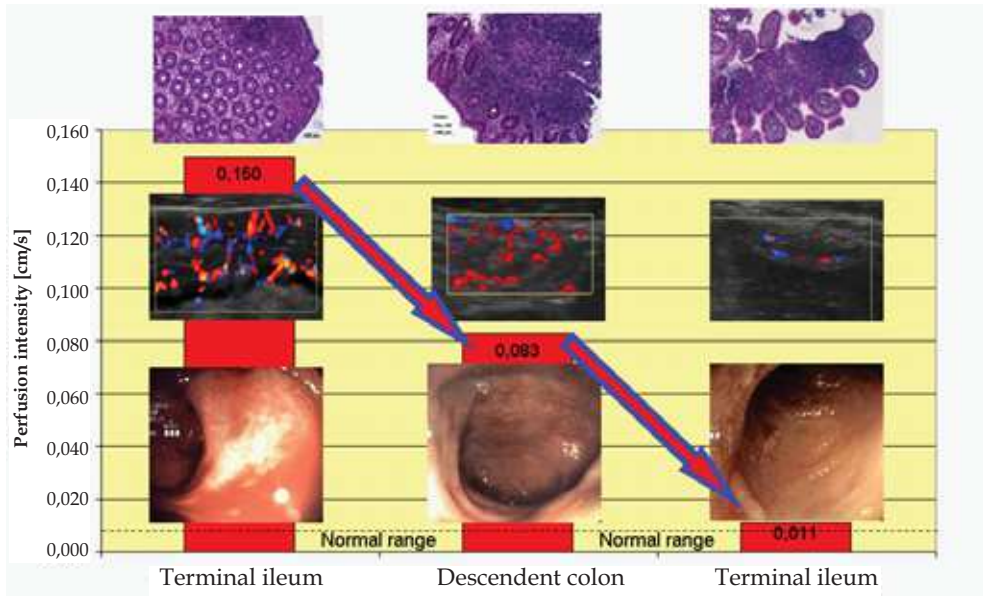 0,160
0,140
0,120
0,100
0,080
0,060
0,040
0,020
0,000
Perfusion intensity [cm/s]
0,150
0,083
0,011
Normal range
Normal range
Terminal ileum
Descendent colon
Terminal ileum